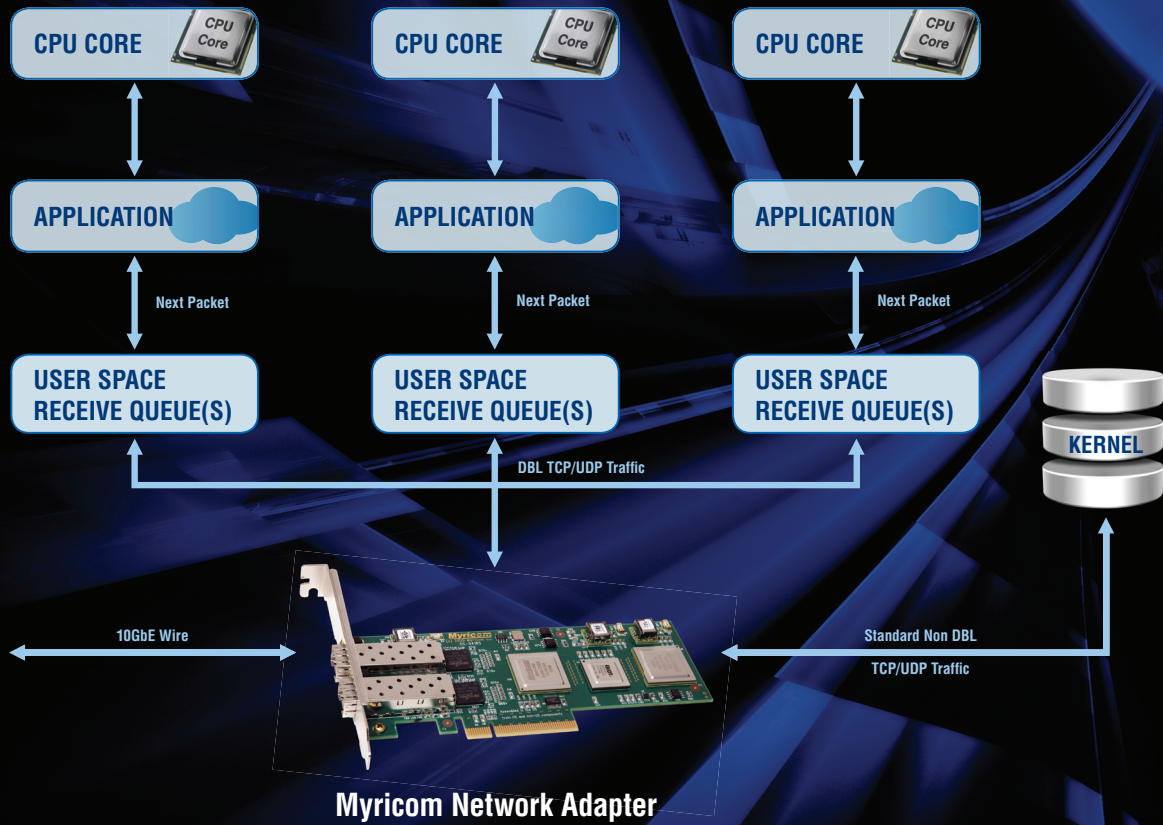 CPU CORE
CPU
Core
CPU CORE
CPU
Core
CPU CORE
CPU
Core
APPLICATION
APPLICATION
APPLICATION
Next Packet
Next Packet
Next Packet
USER SPACE
RECEIVE QUEUE(S)
USER SPACE
RECEIVE QUEUE(S)
USER SPACE
RECEIVE QUEUE(S)
KERNEL
DBL TCP/UDP Traffic
10GbE Wire
Myricom
Standard Non DBL
TCP/UDP Traffic
Myricom Network Adapter